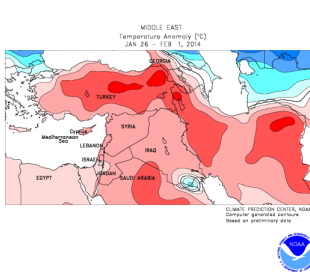 MIDDLE EAST
Temperature Anomaly (°C)
JAN 26 - FEB 1, 2014
GEORGIA
TURKEY
Cyprus
Mediterranean
Sea
SYRIA
LEBANON
IRAQ
ISRAEL
JORDAN
EGYPT
SAUDI ARABIA
CLIMATE PREDICTION CENTER, NOAA
Computer generated contours
Based on preliminary data
NOAA